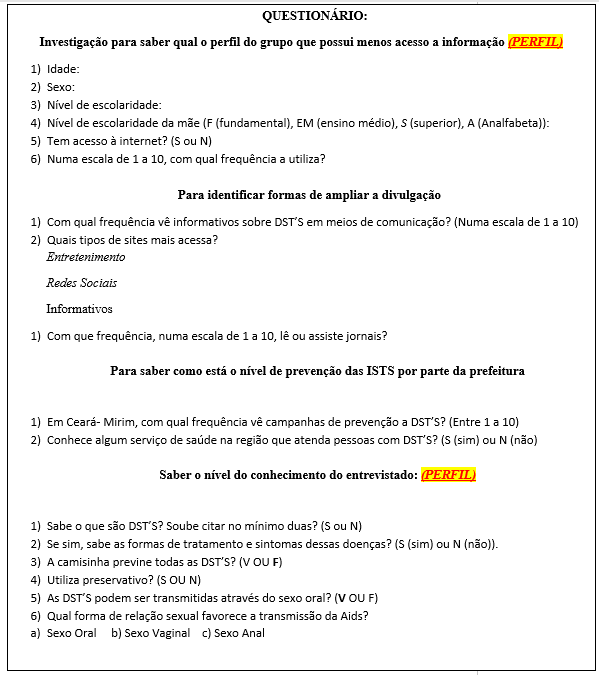 QUESTIONÁRIO:
Investigação para saber qual o perfil do grupo que possui menos acesso a informação (PERFIL)
1) Idade:
2) Sexo:
3) Nível de escolaridade:
4) Nível de escolaridade da mãe (F (fundamental), EM (ensino médio), S (superior), A (Analfabeta)):
5) Tem acesso à internet? (S ou N)
6) Numa escala de 1 a 10, com qual frequência a utiliza?
Para identificar formas de ampliar a divulgação
1) Com qual frequência vê informativos sobre DST’S em meios de comunicação? (Numa escala de 1 a 10)
2) Quais tipos de sites mais acessa?
Entretenimento
Redes Sociais
Informativos
1) Com que frequência, numa escala de 1 a 10, lê ou assiste jornais?
Para saber como está o nível de prevenção das ISTS por parte da prefeitura
1) Em Ceará- Mirim, com qual frequência vê campanhas de prevenção a DST’S? (Entre 1 a 10)
2) Conhece algum serviço de saúde na região que atenda pessoas com DST’S? (S (sim) ou N (não)
Saber o nível do conhecimento do entrevistado: (PERFIL)
1) Sabe o que são DST’S? Soube citar no mínimo duas? (S ou N)
2) Se sim, sabe as formas de tratamento e sintomas dessas doenças? (S (sim) ou N (não)).
3) A camisinha previne todas as DST’S? (V OU F)
4) Utiliza preservativo? (S OU N)
5) As DST’S podem ser transmitidas através do sexo oral? (V OU F)
6) Qual forma de relação sexual favorece a transmissão da Aids?
a) Sexo Oral b) Sexo Vaginal c) Sexo Anal